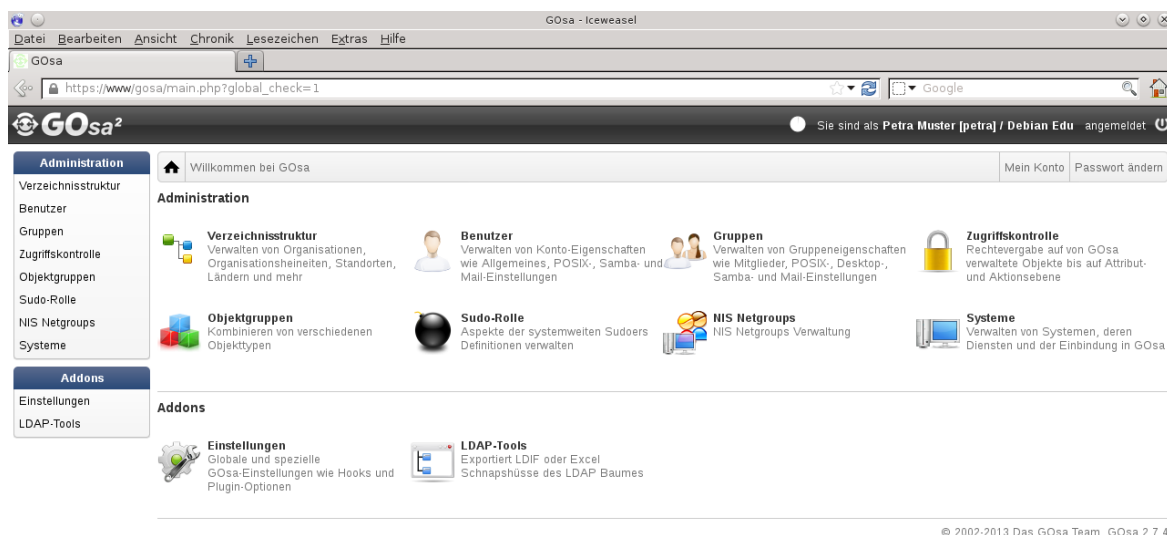 GOsa - Iceweasel
Datei Bearbeiten Ansicht Chronik Lesezeichen Extras Hilfe
GOsa
https://www/gosa/main.php?global_check=1
Google
GOsa²
Sie sind als Petra Muster [petra] / Debian Edu angemeldet
Administration
Verzeichnisstruktur
Benutzer
Gruppen
Zugriffskontrolle
Objektgruppen
Sudo-Rolle
NIS Netgroups
Systeme
Addons
Einstellungen
LDAP-Tools
Willkommen bei GOsa
Mein Konto
Passwort ändern
Administration
Verzeichnisstruktur
Verwalten von Organisationen,
Organisationsheiniten, Standorten,
Ländern und mehr
Benutzer
Verwalten von Konto-Eigenschaften
wie Allgemeines, POSIX-, Samba- und
Mail-Einstellungen
Gruppen
Verwalten von Gruppeneigenschaften
wie Mitglieder, POSIX-, Desktop-,
Samba- und Mail-Einstellungen
Zugriffskontrolle
Rechtevergabe auf von GOsa
verwaltete Objekte bis auf Attribut-
und Aktionsebene
Objektgruppen
Kombinieren von verschiedenen
Objekttypen
Sudo-Rolle
Aspekte der systemweiten Sudoers
Definitionen verwalten
NIS Netgroups
NIS Netgroups Verwaltung
Systeme
Verwalten von Systemen, deren
Diensten und der Einbindung in GOsa
Addons
Einstellungen
Globale und spezielle
GOsa-Einstellungen wie Hooks und
Plugin-Optionen
LDAP-Tools
Exportiert LDIF oder Excel
Schnapshüsse des LDAP Baumes
© 2002-2013 Das GOsa Team, GOsa 2.7.4